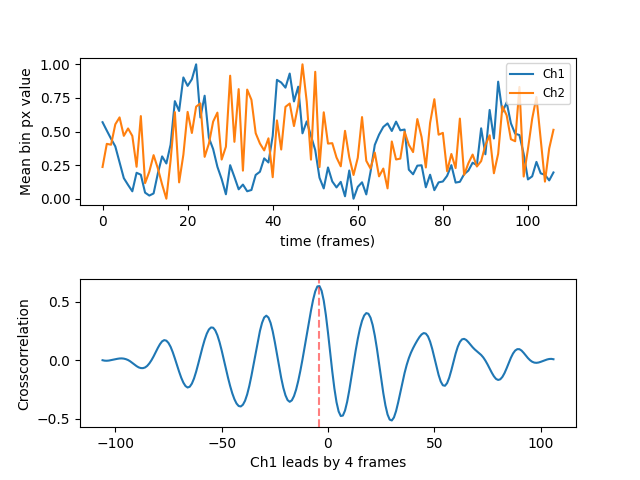 1.00
0.75
0.50
0.25
0.00
Mean bin px value
Ch1
Ch2
0 20 40 60 80 100
time (frames)
0.5
0.0
−0.5
Crosscorrelation
−100 −50 0 50 100
Ch1 leads by 4 frames